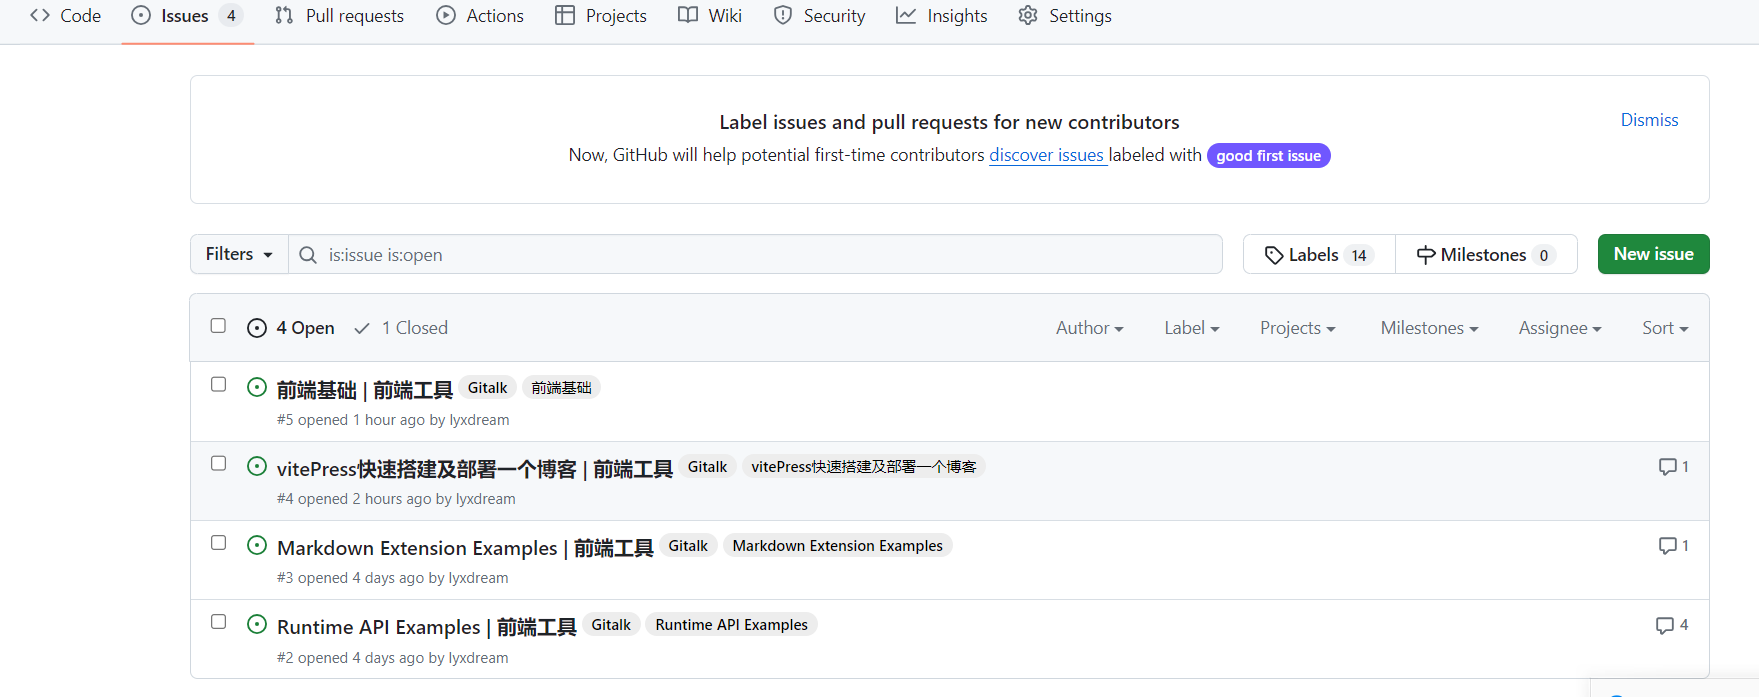 Code Issues 4 Pull requests Actions Projects Wiki Security Insights Settings
Label issues and pull requests for new contributors
Dismiss
Now, GitHub will help potential first-time contributors discover issues labeled with good first issue
Filters is:issue is:open Labels 14 Milestones 0 New issue
4 Open 1 Closed Author Label Projects Milestones Assignee Sort
前端基础 | 前端工具 Gitalk 前端基础
#5 opened 1 hour ago by lyxdream
vitePress快速搭建及部署一个博客 | 前端工具 Gitalk vitePress快速搭建及部署一个博客 1
#4 opened 2 hours ago by lyxdream
Markdown Extension Examples | 前端工具 Gitalk Markdown Extension Examples 1
#3 opened 4 days ago by lyxdream
Runtime API Examples | 前端工具 Gitalk Runtime API Examples 4
#2 opened 4 days ago by lyxdream